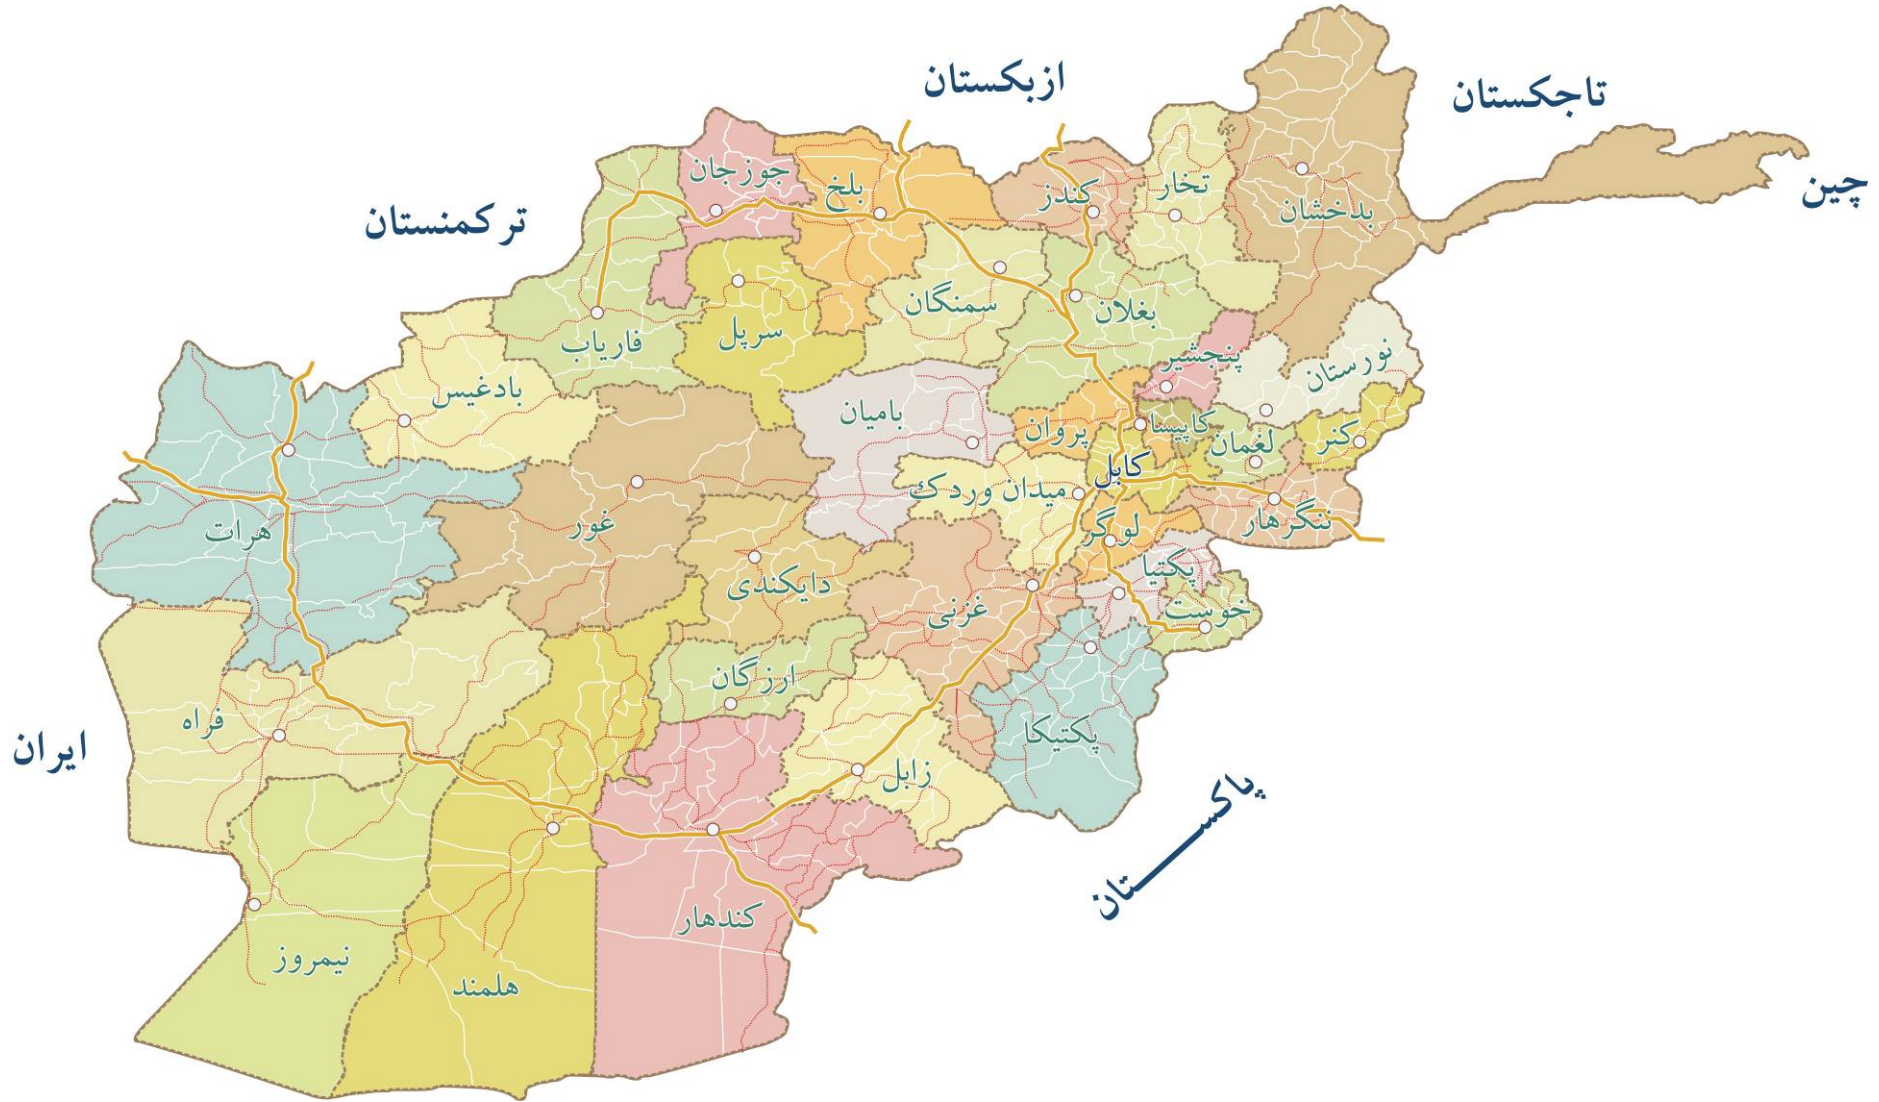 ازبکستان
تاجکستان
چین
ترکمنستان
جوزجان
بلخ
کندز
تخار
بدخشان
فاریاب
سرپل
سمنگان
بغلان
پنجشیر
نورستان
بادغیس
بامیان
پروان
کاپیسا
لغمان
کنر
کابل
میدان وردک
ننگرهار
لوگر
هرات
غور
دایکندی
غزنی
پکتیا
خوست
ارزگان
فراه
زابل
پکتیکا
ایران
پاکستان
کندهار
نیمروز
هلمند